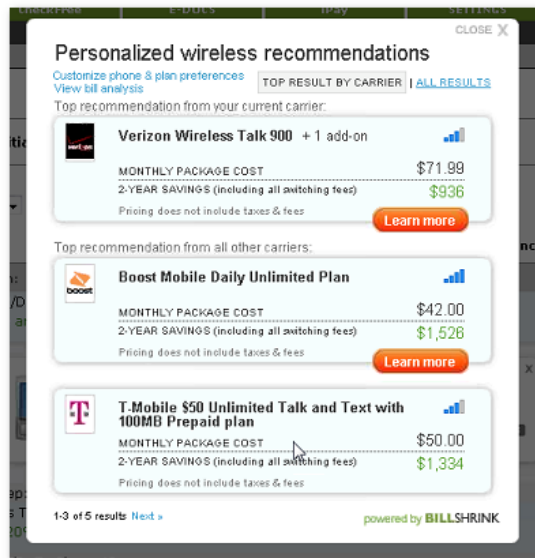 CheckFree E-DOCS iPay SETTINGS
CLOSE X
Personalized wireless recommendations
Customize phone & plan preferences
View bill analysis
TOP RESULT BY CARRIER | ALL RESULTS
Top recommendation from your current carrier:
Verizon Wireless Talk 900 + 1 add-on
MONTHLY PACKAGE COST $71.99
2-YEAR SAVINGS (including all switching fees) $936
Pricing does not include taxes & fees
Learn more
Top recommendation from all other carriers:
boost
Boost Mobile Daily Unlimited Plan
MONTHLY PACKAGE COST $42.00
2-YEAR SAVINGS (including all switching fees) $1,526
Pricing does not include taxes & fees
Learn more
T
T-Mobile $50 Unlimited Talk and Text with
100MB Prepaid plan
MONTHLY PACKAGE COST $50.00
2-YEAR SAVINGS (including all switching fees) $1,334
Pricing does not include taxes & fees
1-3 of 5 results Next »
powered by BILLSHRINK